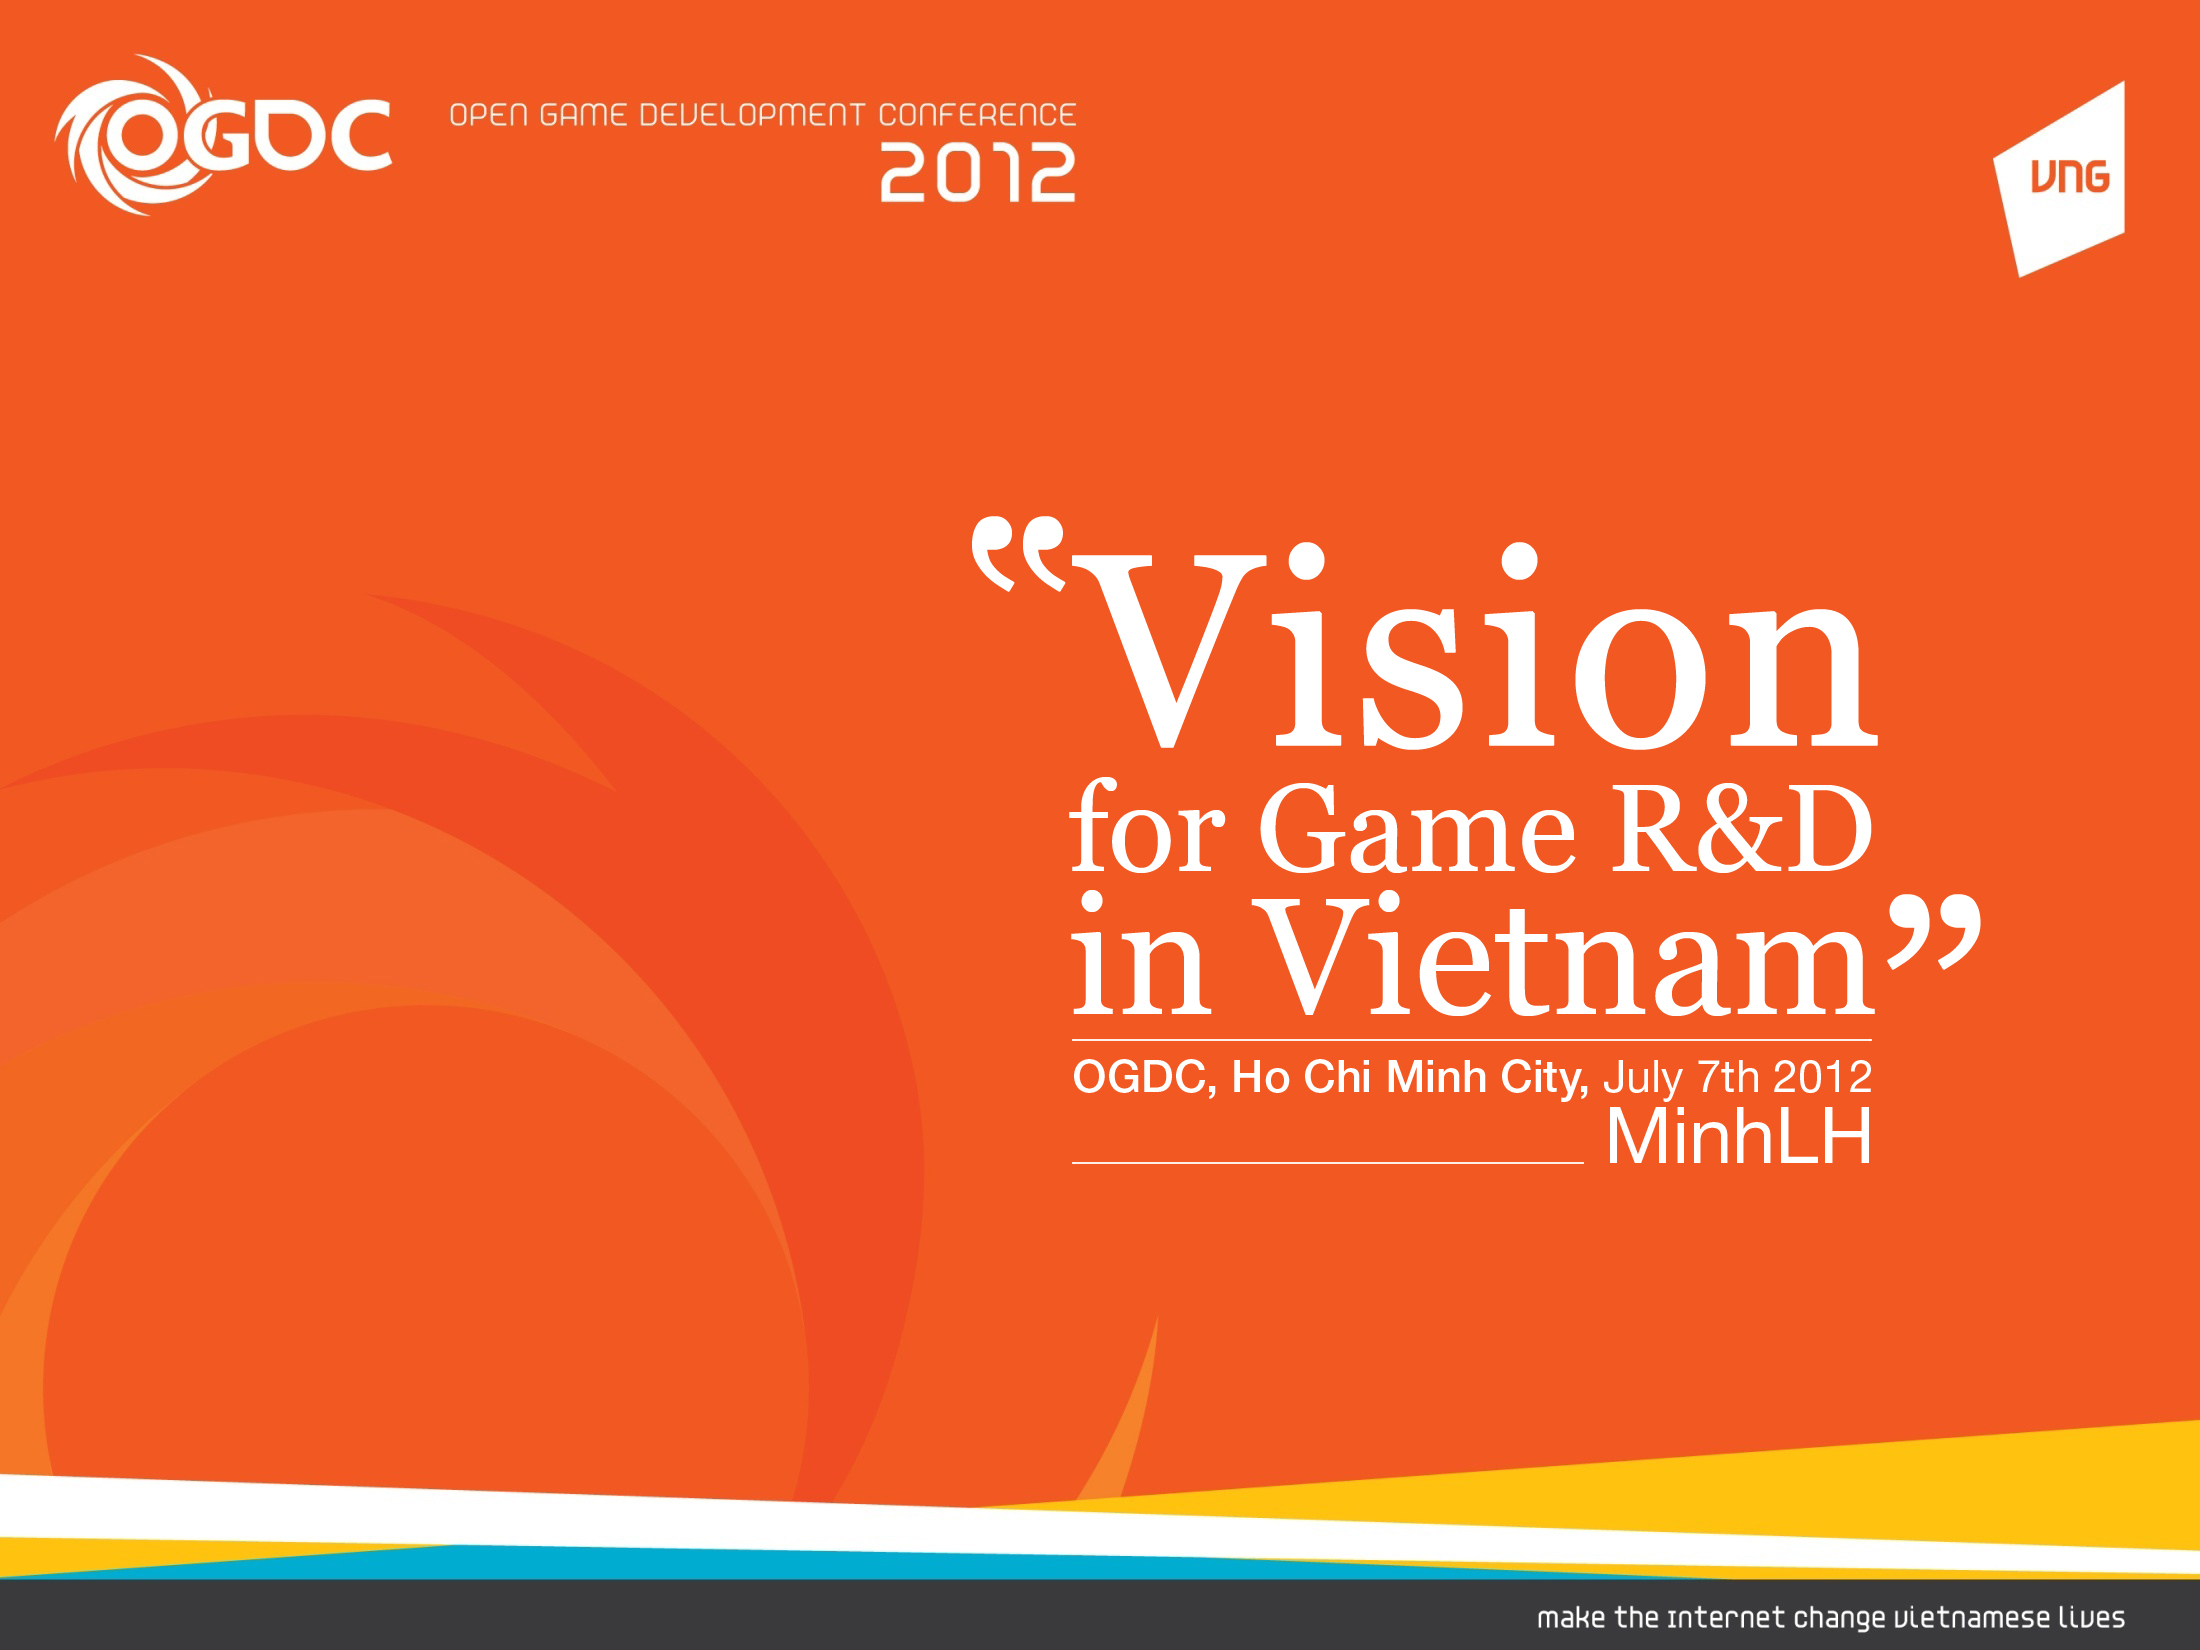 OGDC
OPEN GAME DEVELOPMENT CONFERENCE
2012
VNG
“Vision
for Game R&D
in Vietnam”
OGDC, Ho Chi Minh City, July 7th 2012
MinhLH
make the Internet change Vietnamese lives